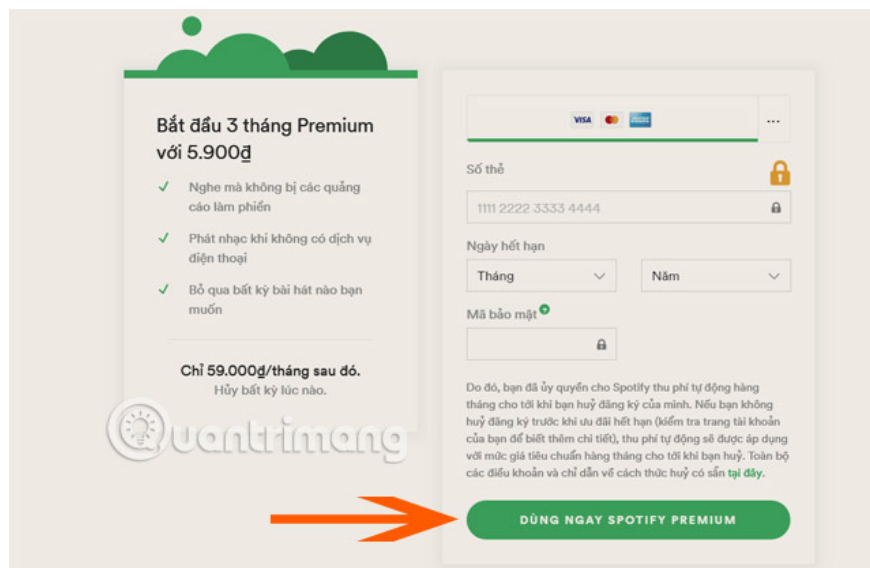 Bắt đầu 3 tháng Premium
với 5.900₫
Nghe mà không bị các quảng
cáo làm phiền
Phát nhạc khi không có dịch vụ
điện thoại
Bỏ qua bất kỳ bài hát nào bạn
muốn
Chỉ 59.000₫/tháng sau đó.
Hủy bất kỳ lúc nào.
Quantrimang
VISA
AMERICAN EXPRESS
...
Số thẻ
1111 2222 3333 4444
Ngày hết hạn
Tháng
Năm
Mã bảo mật
Do đó, bạn đã ủy quyền cho Spotify thu phí tự động hàng
tháng cho tới khi bạn huỷ đăng ký của mình. Nếu bạn không
huỷ đăng ký trước khi ưu đãi hết hạn (kiểm tra trang tài khoản
của bạn để biết thêm chi tiết), thu phí tự động sẽ được áp dụng
với mức giá tiêu chuẩn hàng tháng cho tới khi bạn huỷ. Toàn bộ
các điều khoản và chỉ dẫn về cách thức huỷ có sẵn tại đây.
DÙNG NGAY SPOTIFY PREMIUM